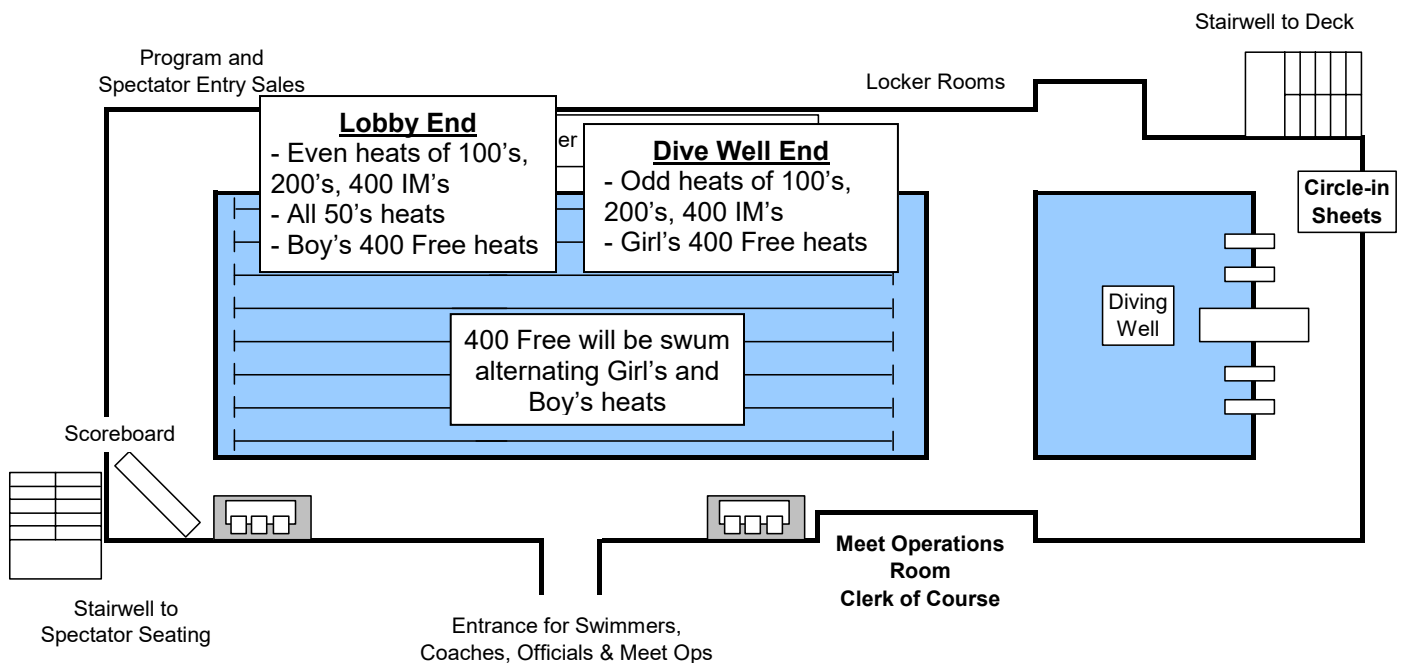 Stairwell to Deck
Program and
Spectator Entry Sales
Locker Rooms
Lobby End
- Even heats of 100’s,
200’s, 400 IM’s
- All 50’s heats
- Boy’s 400 Free heats
er
Dive Well End
- Odd heats of 100’s,
200’s, 400 IM’s
- Girl’s 400 Free heats
Circle-in
Sheets
Diving
Well
400 Free will be swum
alternating Girl’s and
Boy’s heats
Scoreboard
Meet Operations
Room
Clerk of Course
Stairwell to
Spectator Seating
Entrance for Swimmers,
Coaches, Officials & Meet Ops